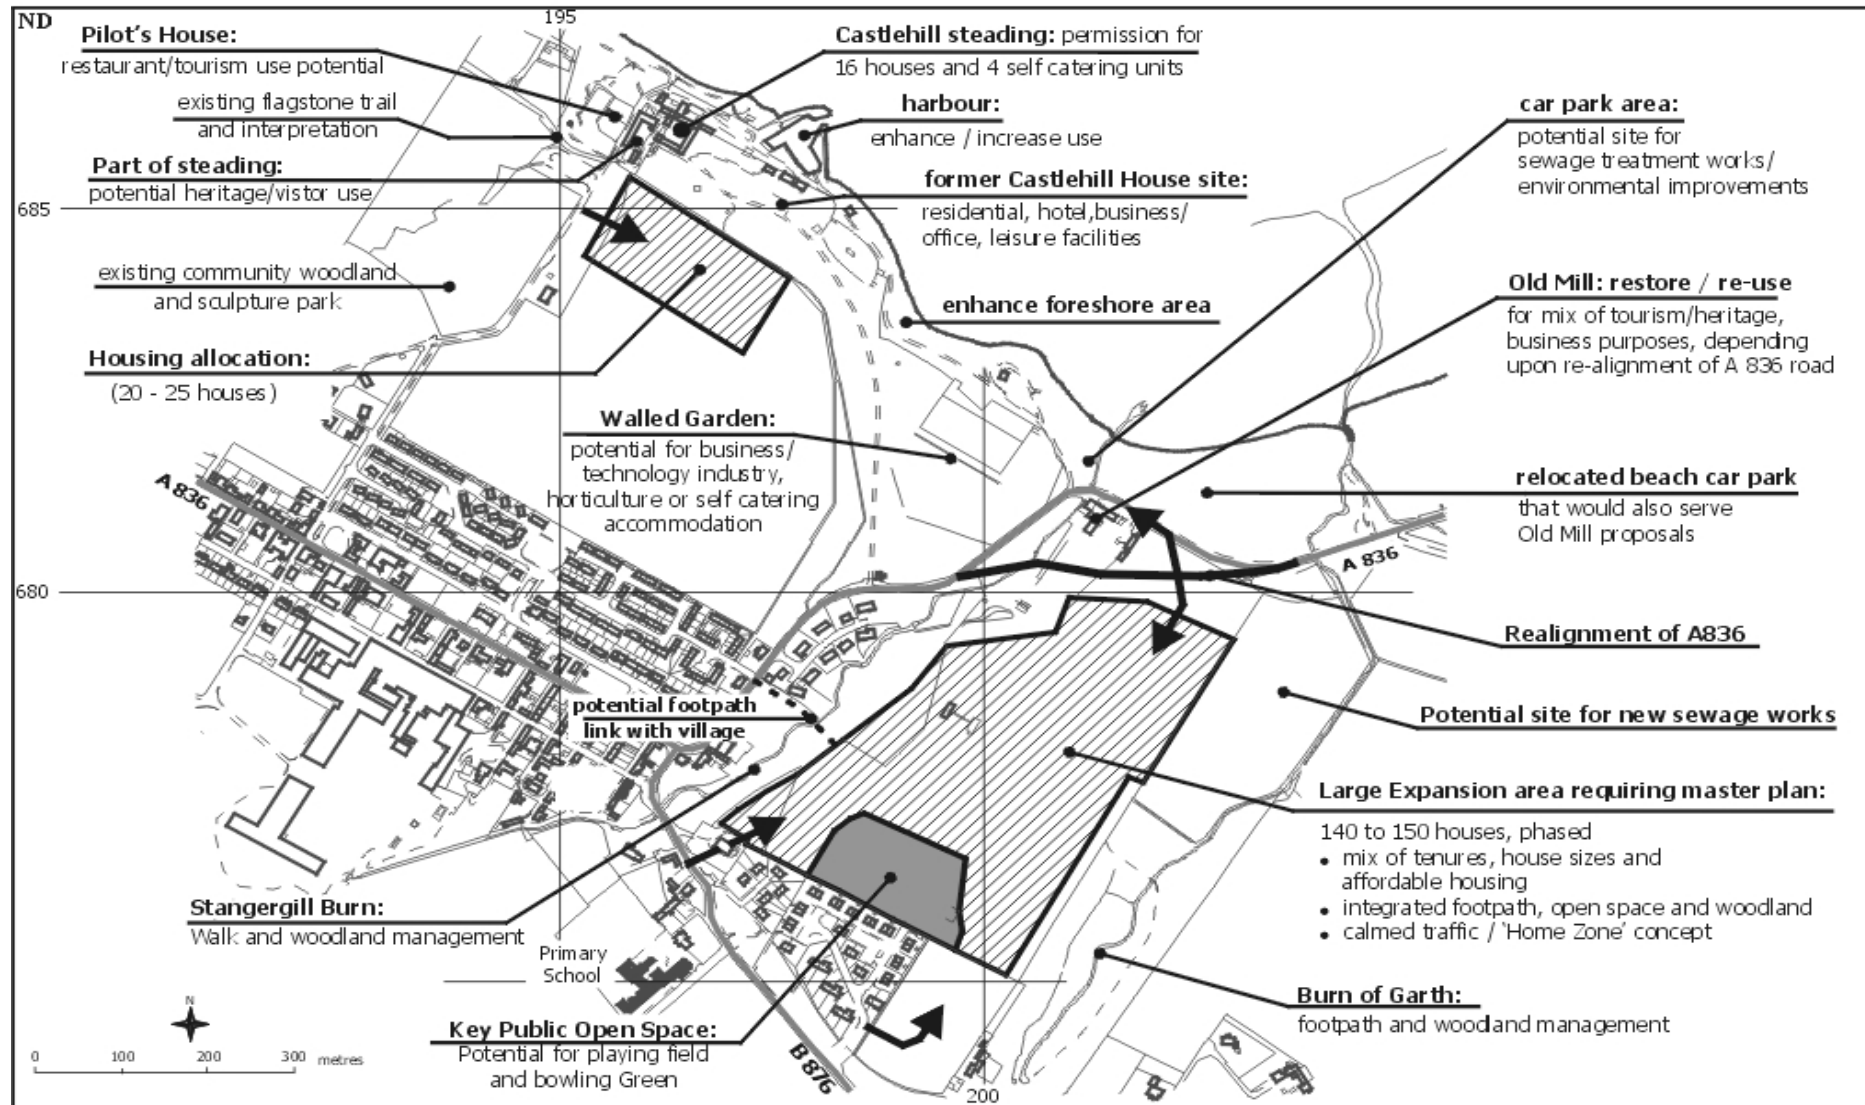 ND
195
Pilot's House:
restaurant/tourism use potential
existing flagstone trail
and interpretation
Part of steading:
potential heritage/vistor use
685
existing community woodland
and sculpture park
Housing allocation:
(20 - 25 houses)
Castlehill steading: permission for
16 houses and 4 self catering units
harbour:
enhance / increase use
former Castlehill House site:
residential, hotel,business/
office, leisure facilities
enhance foreshore area
car park area:
potential site for
sewage treatment works/
environmental improvements
Old Mill: restore / re-use
for mix of tourism/heritage,
business purposes, depending
upon re-alignment of A 836 road
Walled Garden:
potential for business/
technology industry,
horticulture or self catering
accommodation
relocated beach car park
that would also serve
Old Mill proposals
A 836
A 836
680
Realignment of A836
potential footpath
link with village
Potential site for new sewage works
Large Expansion area requiring master plan:
140 to 150 houses, phased
• mix of tenures, house sizes and
affordable housing
• integrated footpath, open space and woodland
• calmed traffic / 'Home Zone' concept
Stangergill Burn:
Walk and woodland management
Primary
School
Burn of Garth:
footpath and woodland management
Key Public Open Space:
Potential for playing field
and bowling Green
B 876
N
0 100 200 300 metres
200